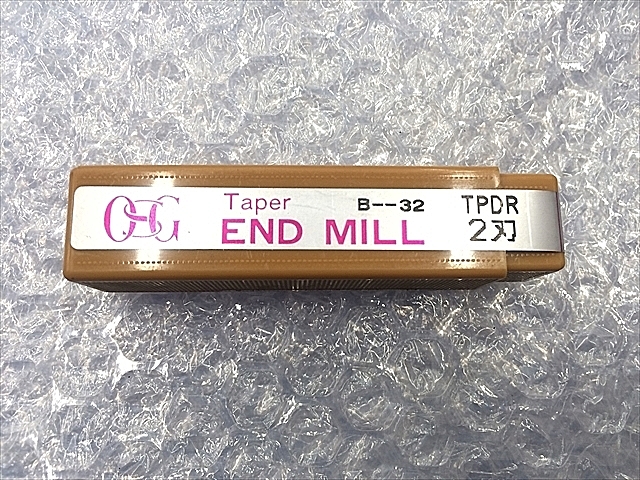 OSG Taper B--32 TPDR
END MILL 2刃